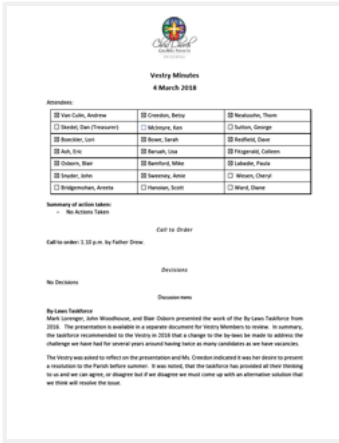 Christ Church
Vestry Minutes
4 March 2018
Attendees:
☒ Van Culin, Andrew ☒ Creedon, Betsy ☒ Neatzsohn, Thom
☐ Skedel, Dan (Treasurer) ☐ McIntyre, Ken ☐ Sutton, George
☒ Boeckler, Lori ☒ Bowe, Sarah ☒ Redfield, Dave
☒ Ash, Eric ☒ Baruah, Lisa ☒ Fitzgerald, Colleen
☒ Osborn, Blair ☒ Bamford, Mike ☒ Labadie, Paula
☒ Snyder, John ☒ Sweeney, Amie ☐ Wesen, Cheryl
☐ Bridgemohan, Areeta ☐ Hanoian, Scott ☐ Ward, Diane
Summary of action taken:
- No Actions Taken
Call to Order
Call to order: 1.10 p.m. by Father Drew.
Decisions
No Decisions
Discussion Items
By-Laws Taskforce
Mark Lorenger, John Woodhouse, and Blair Osborn presented the work of the By-Laws Taskforce from
2016. The presentation is available in a separate document for Vestry Members to review. In summary,
the taskforce recommended to the Vestry in 2016 that a change to the by-laws be made to address the
challenge we have had for several years around having twice as many candidates as we have vacancies.
The Vestry was asked to reflect on the presentation and Ms. Creedon indicated it was her desire to present
a resolution to the Parish before summer. It was noted, that the taskforce has provided all their thinking
to us and we can agree, or disagree but if we disagree we must come up with an alternative solution that
we think will resolve the issue.